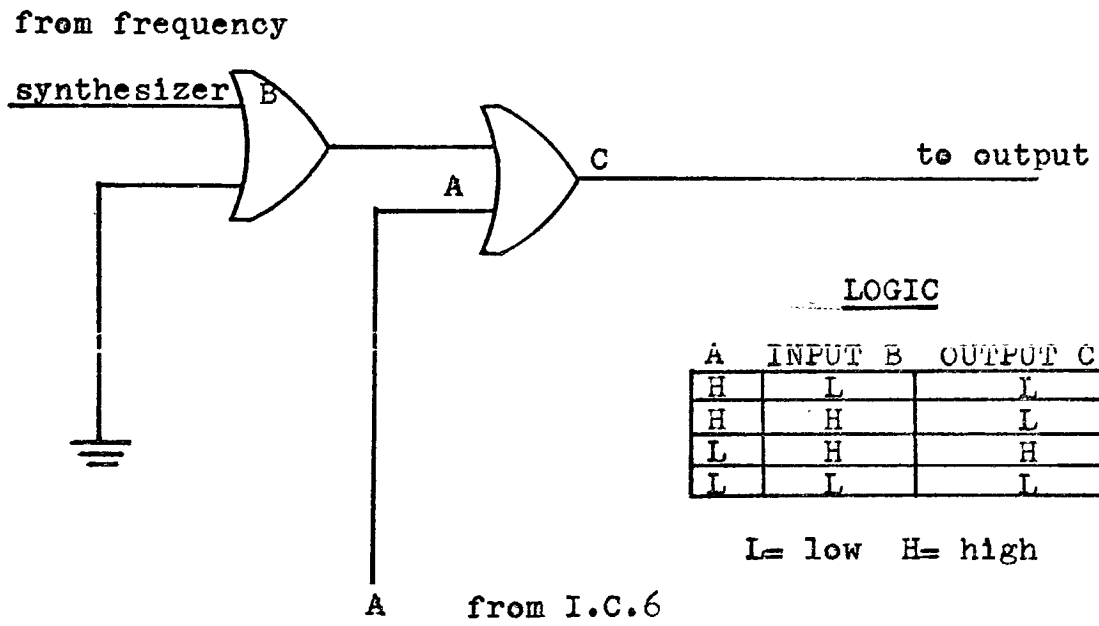 from frequency
synthesizer B
C
to output
A
LOGIC
A INPUT B OUTPUT C
H L L
H H L
L H H
L L L
L= low H= high
A from I.C.6